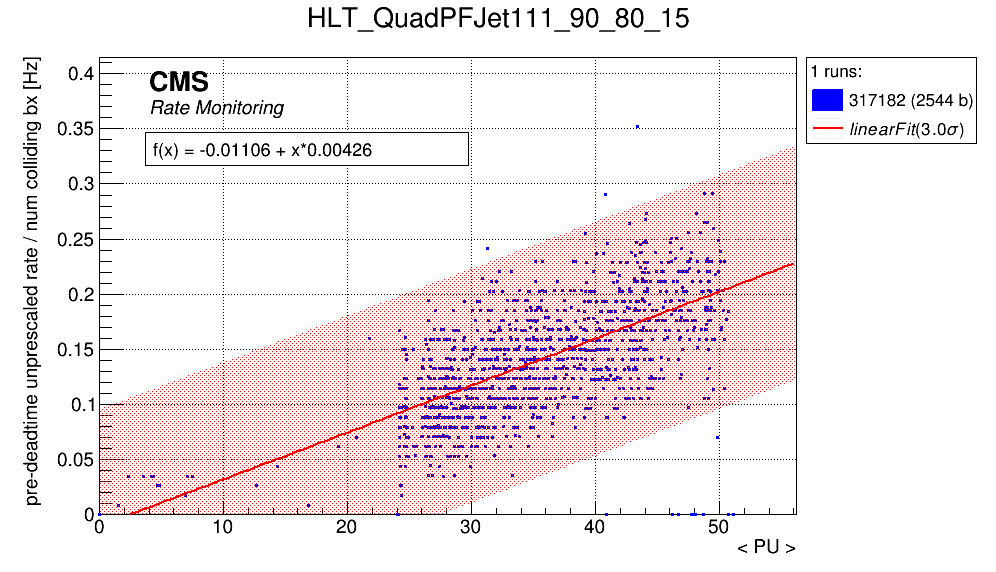 HLT_QuadPFJet111_90_80_15
pre-deadtime unprescaled rate / num colliding bx [Hz]
CMS
Rate Monitoring
f(x) = -0.01106 + x*0.00426
0.4
0.35
0.3
0.25
0.2
0.15
0.1
0.05
0
0 10 20 30 40 50
< PU >
1 runs:
317182 (2544 b)
linearFit(3.0σ)